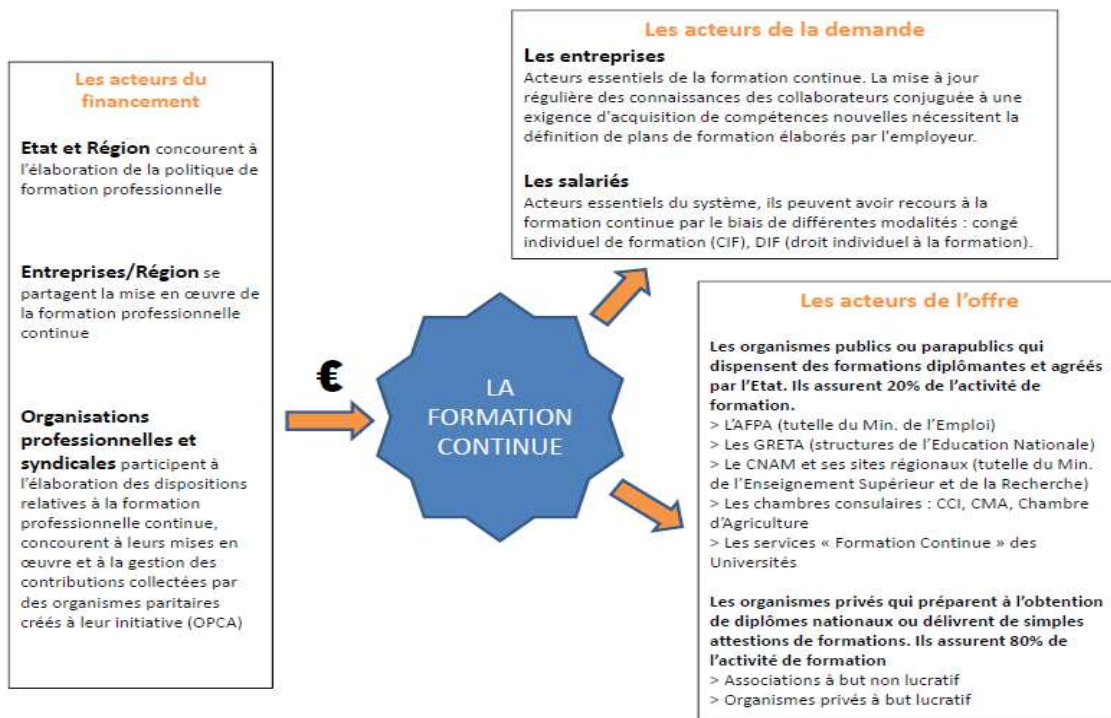 Les acteurs du
financement
Etat et Région concourent à
l'élaboration de la politique de
formation professionnelle
Entreprises/Région se
partagent la mise en œuvre de
la formation professionnelle
continue
Organisations
professionnelles et
syndicales participent à
l'élaboration des dispositions
relatives à la formation
professionnelle continue,
concourent à leurs mises en
œuvre et à la gestion des
contributions collectées par
des organismes paritaires
créés à leur initiative (OPCA)
€
LA
FORMATION
CONTINUE
Les acteurs de la demande
Les entreprises
Acteurs essentiels de la formation continue. La mise à jour
régulière des connaissances des collaborateurs conjuguée à une
exigence d'acquisition de compétences nouvelles nécessitent la
définition de plans de formation élaborés par l'employeur.
Les salariés
Acteurs essentiels du système, ils peuvent avoir recours à la
formation continue par le biais de différentes modalités : congé
individuel de formation (CIF), DIF (droit individuel à la formation).
Les acteurs de l'offre
Les organismes publics ou parapublics qui
dispensent des formations diplômantes et agréés
par l'Etat. Ils assurent 20% de l'activité de
formation.
> L'AFPA (tutelle du Min. de l'Emploi)
> Les GRETA (structures de l'Education Nationale)
> Le CNAM et ses sites régionaux (tutelle du Min.
de l'Enseignement Supérieur et de la Recherche)
> Les chambres consulaires : CCI, CMA, Chambre
d'Agriculture
> Les services « Formation Continue » des
Universités
Les organismes privés qui préparent à l'obtention
de diplômes nationaux ou délivrent de simples
attestations de formations. Ils assurent 80% de
l'activité de formation
> Associations à but non lucratif
> Organismes privés à but lucratif